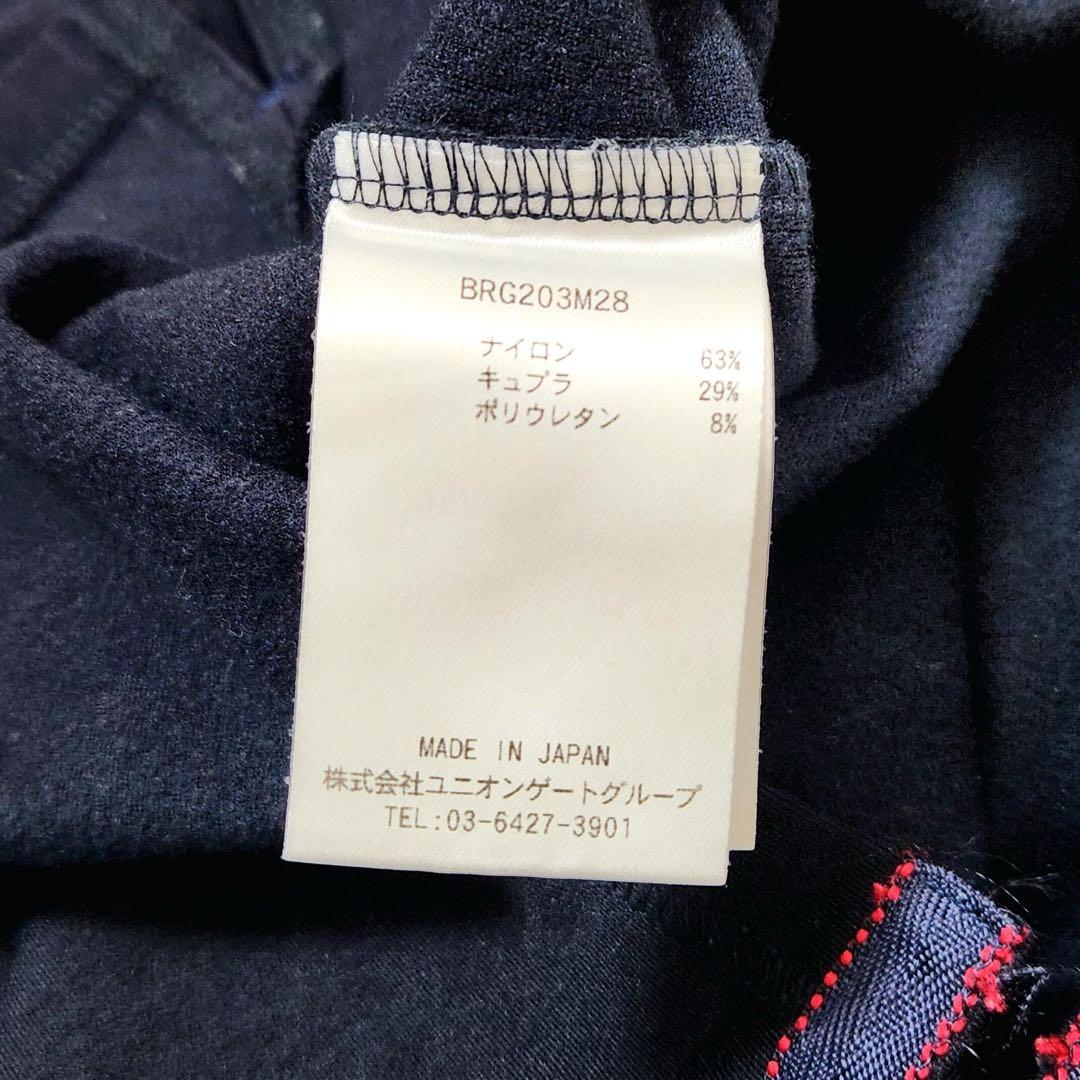 BRG203M28
ナイロン 63%
キュプラ 29%
ポリウレタン 8%
MADE IN JAPAN
株式会社ユニオンゲートグループ
TEL:03-6427-3901